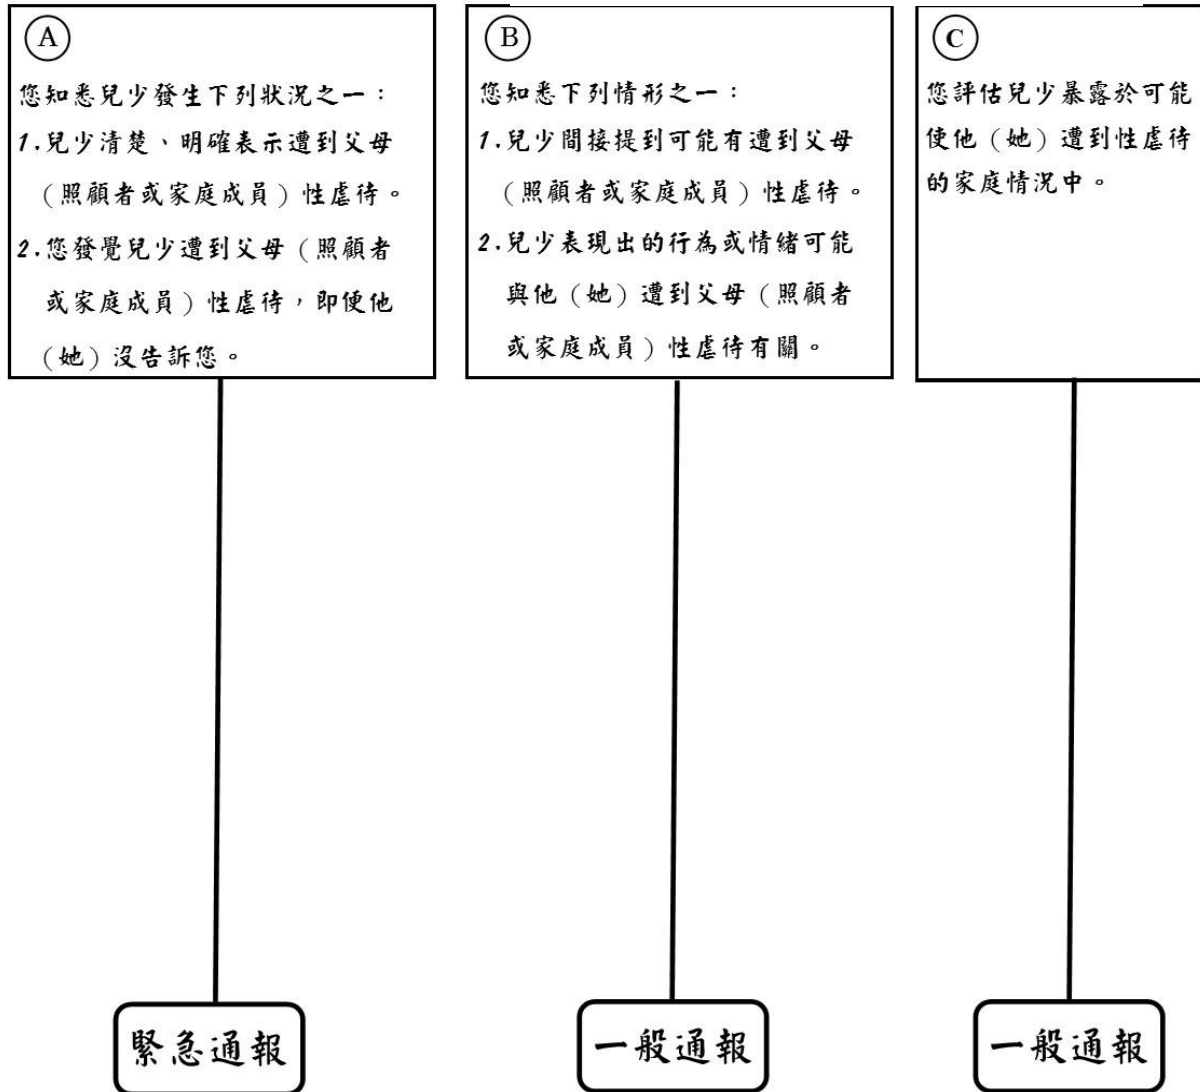 A
您知悉兒少發生下列狀況之一：
1.兒少清楚、明確表示遭到父母
（照顧者或家庭成員）性虐待。
2.您發覺兒少遭到父母（照顧者
或家庭成員）性虐待，即便他
（她）沒告訴您。
B
您知悉下列情形之一：
1.兒少間接提到可能有遭到父母
（照顧者或家庭成員）性虐待。
2.兒少表現出的行為或情緒可能
與他（她）遭到父母（照顧者
或家庭成員）性虐待有關。
C
您評估兒少暴露於可能
使他（她）遭到性虐待
的家庭情況中。
緊急通報
一般通報
一般通報